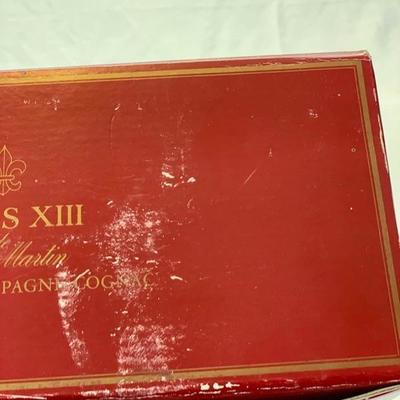 S XIII
Martin
PAGNE COGNAC